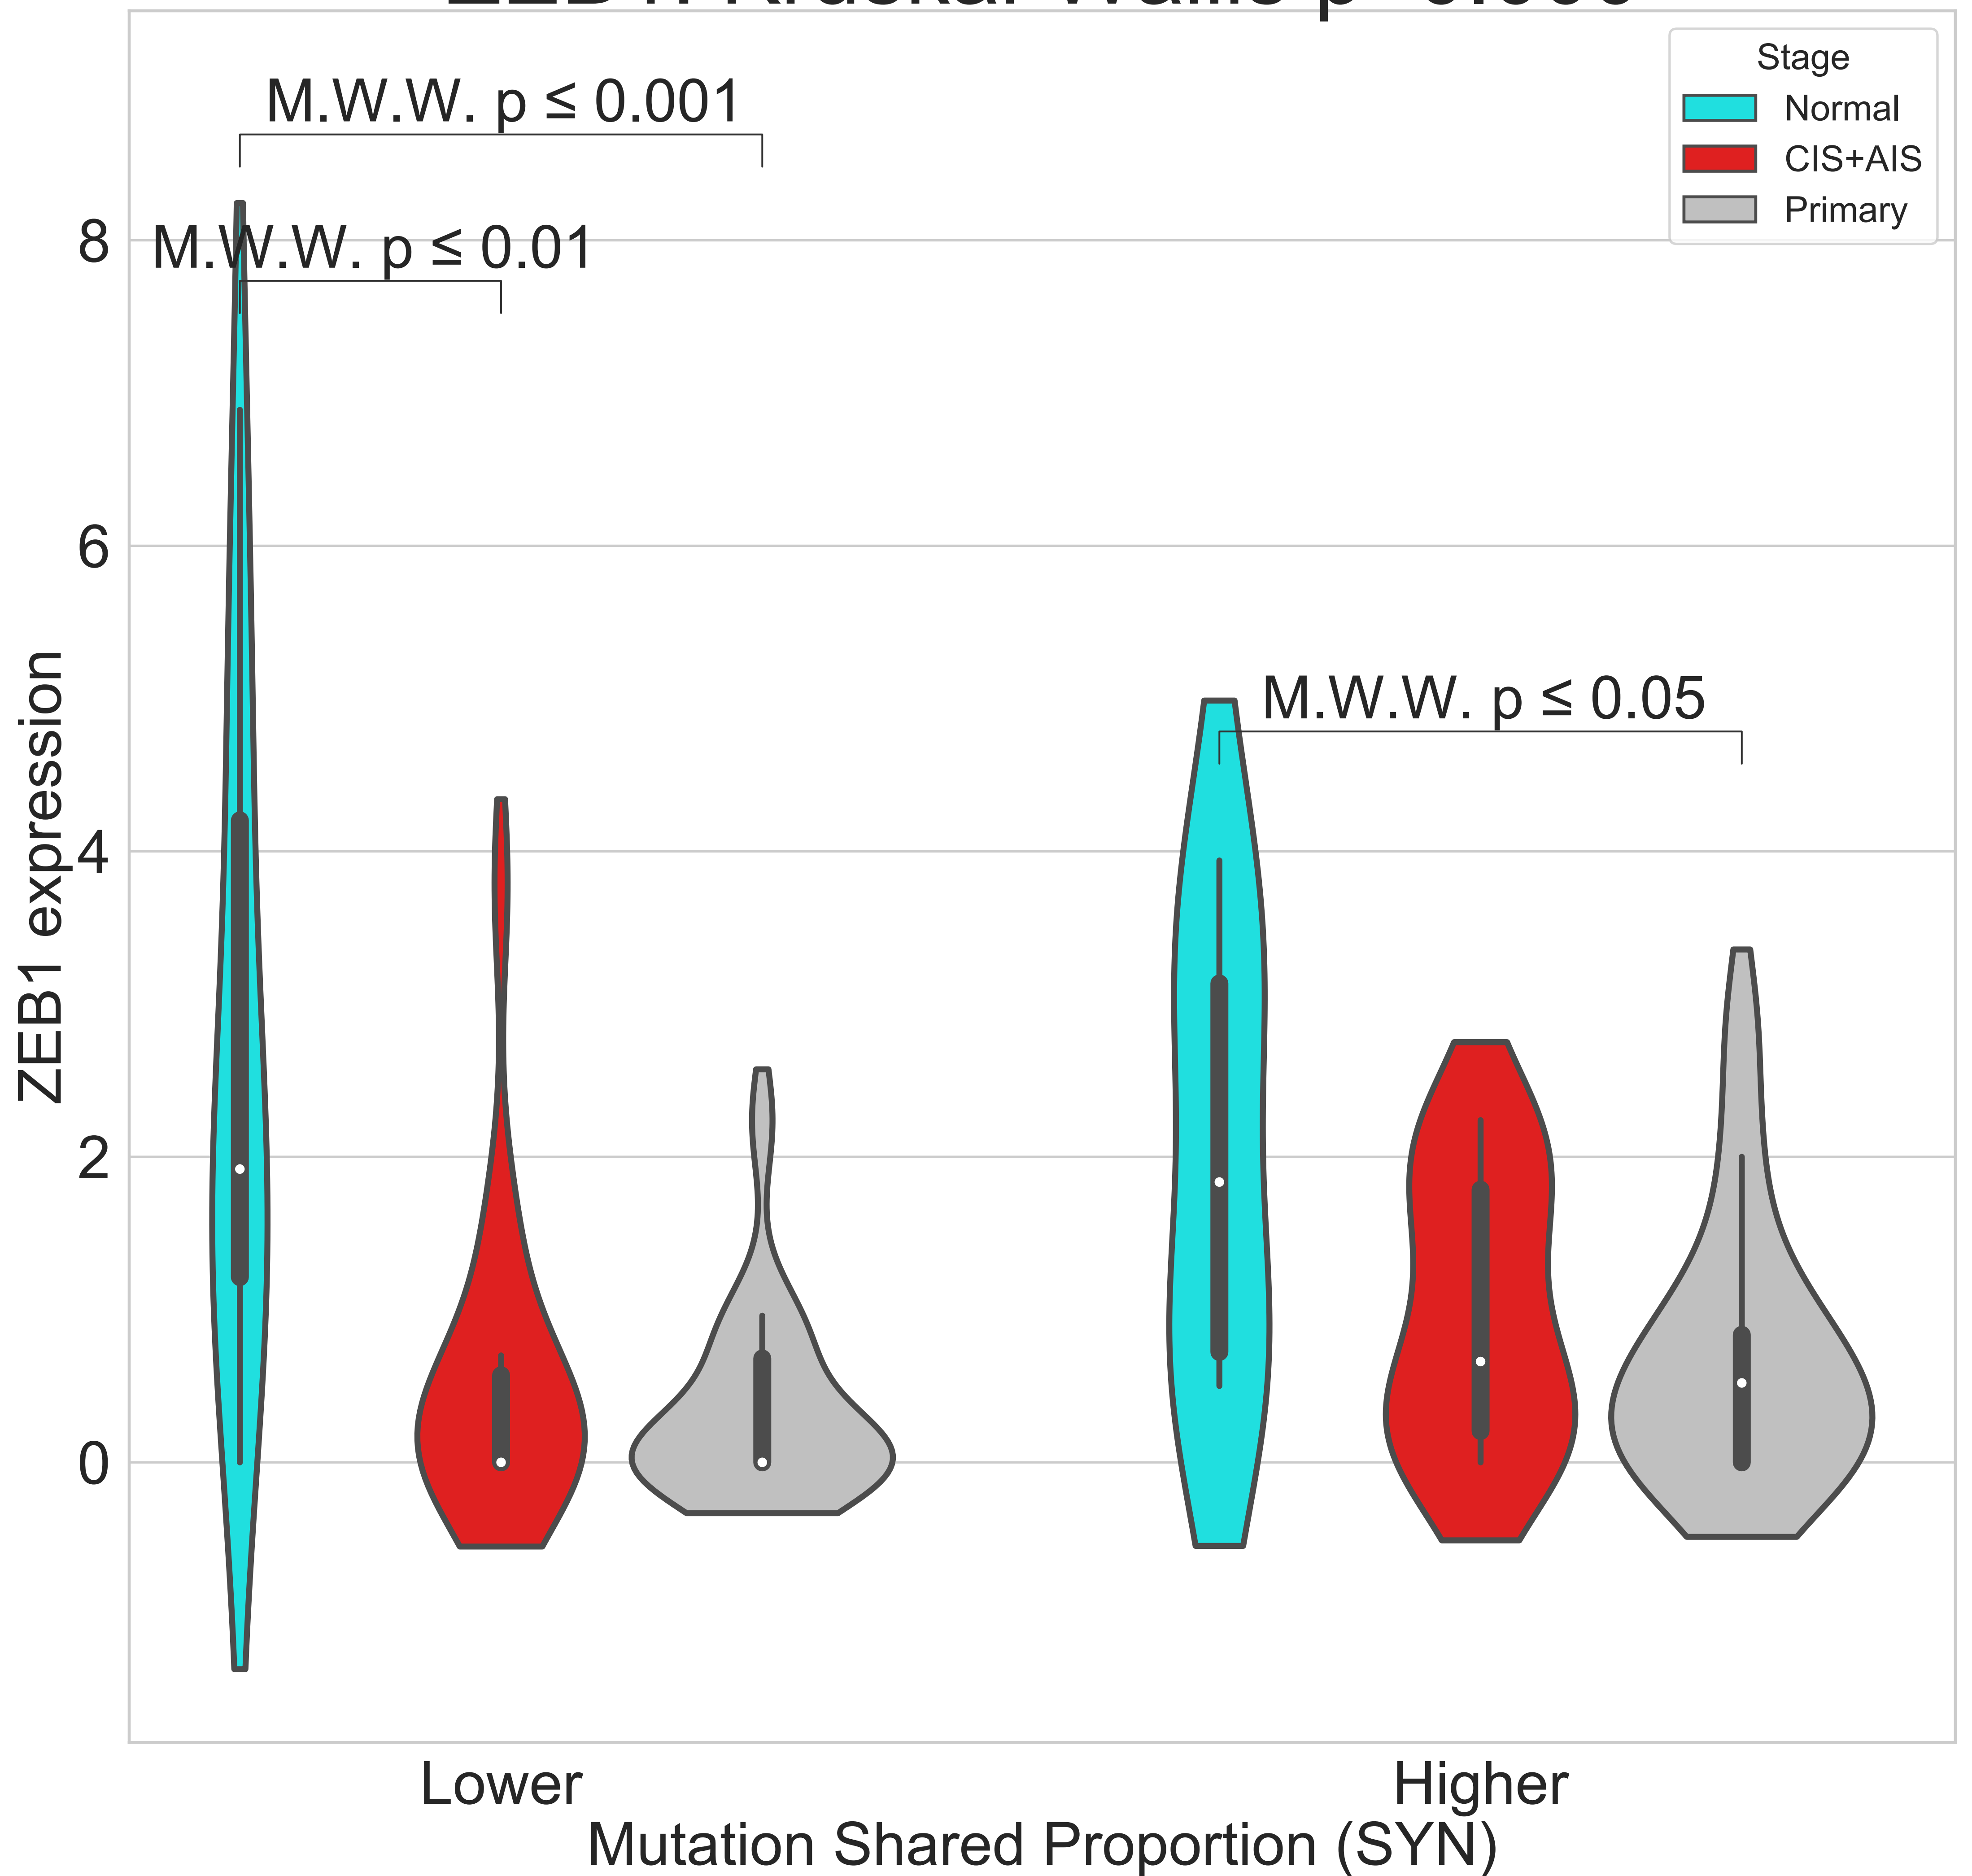 M.W.W. p ≤ 0.001
M.W.W. p ≤ 0.01
M.W.W. p ≤ 0.05
Stage
Normal
CIS+AIS
Primary
8
6
4
2
0
ZEB1 expression
Lower
Higher
Mutation Shared Proportion (SYN)